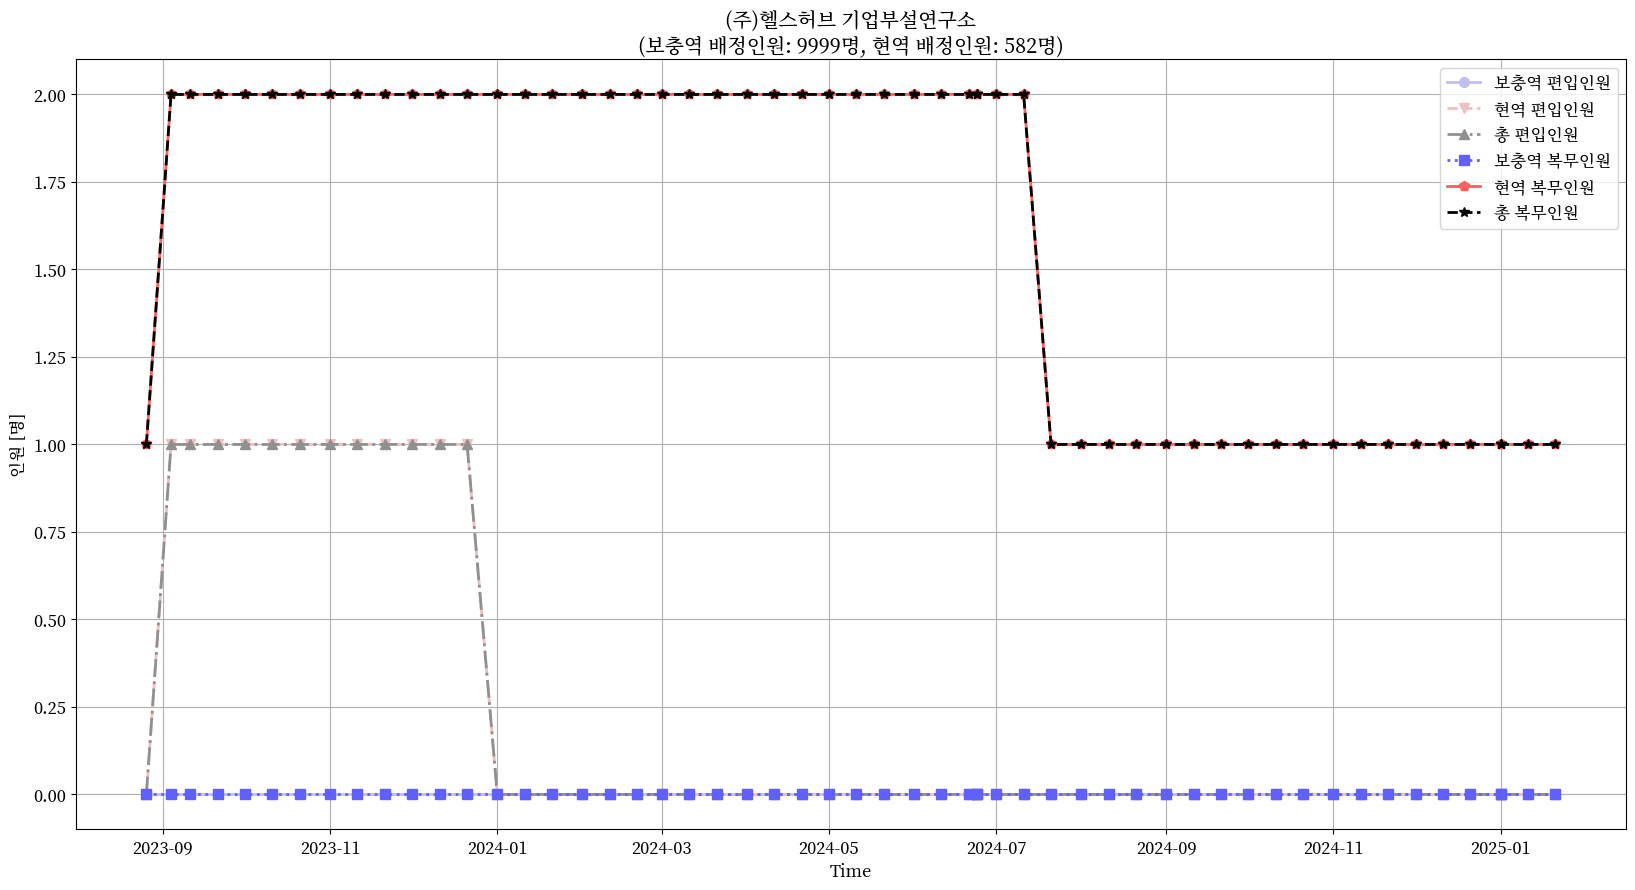 (주)헬스허브 기업부설연구소
(보충역 배정인원: 9999명, 현역 배정인원: 582명)
보충역 편입인원
현역 편입인원
총 편입인원
보충역 복무인원
현역 복무인원
총 복무인원
인원 [명]
2.00
1.75
1.50
1.25
1.00
0.75
0.50
0.25
0.00
2023-09
2023-11
2024-01
2024-03
2024-05
2024-07
2024-09
2024-11
2025-01
Time